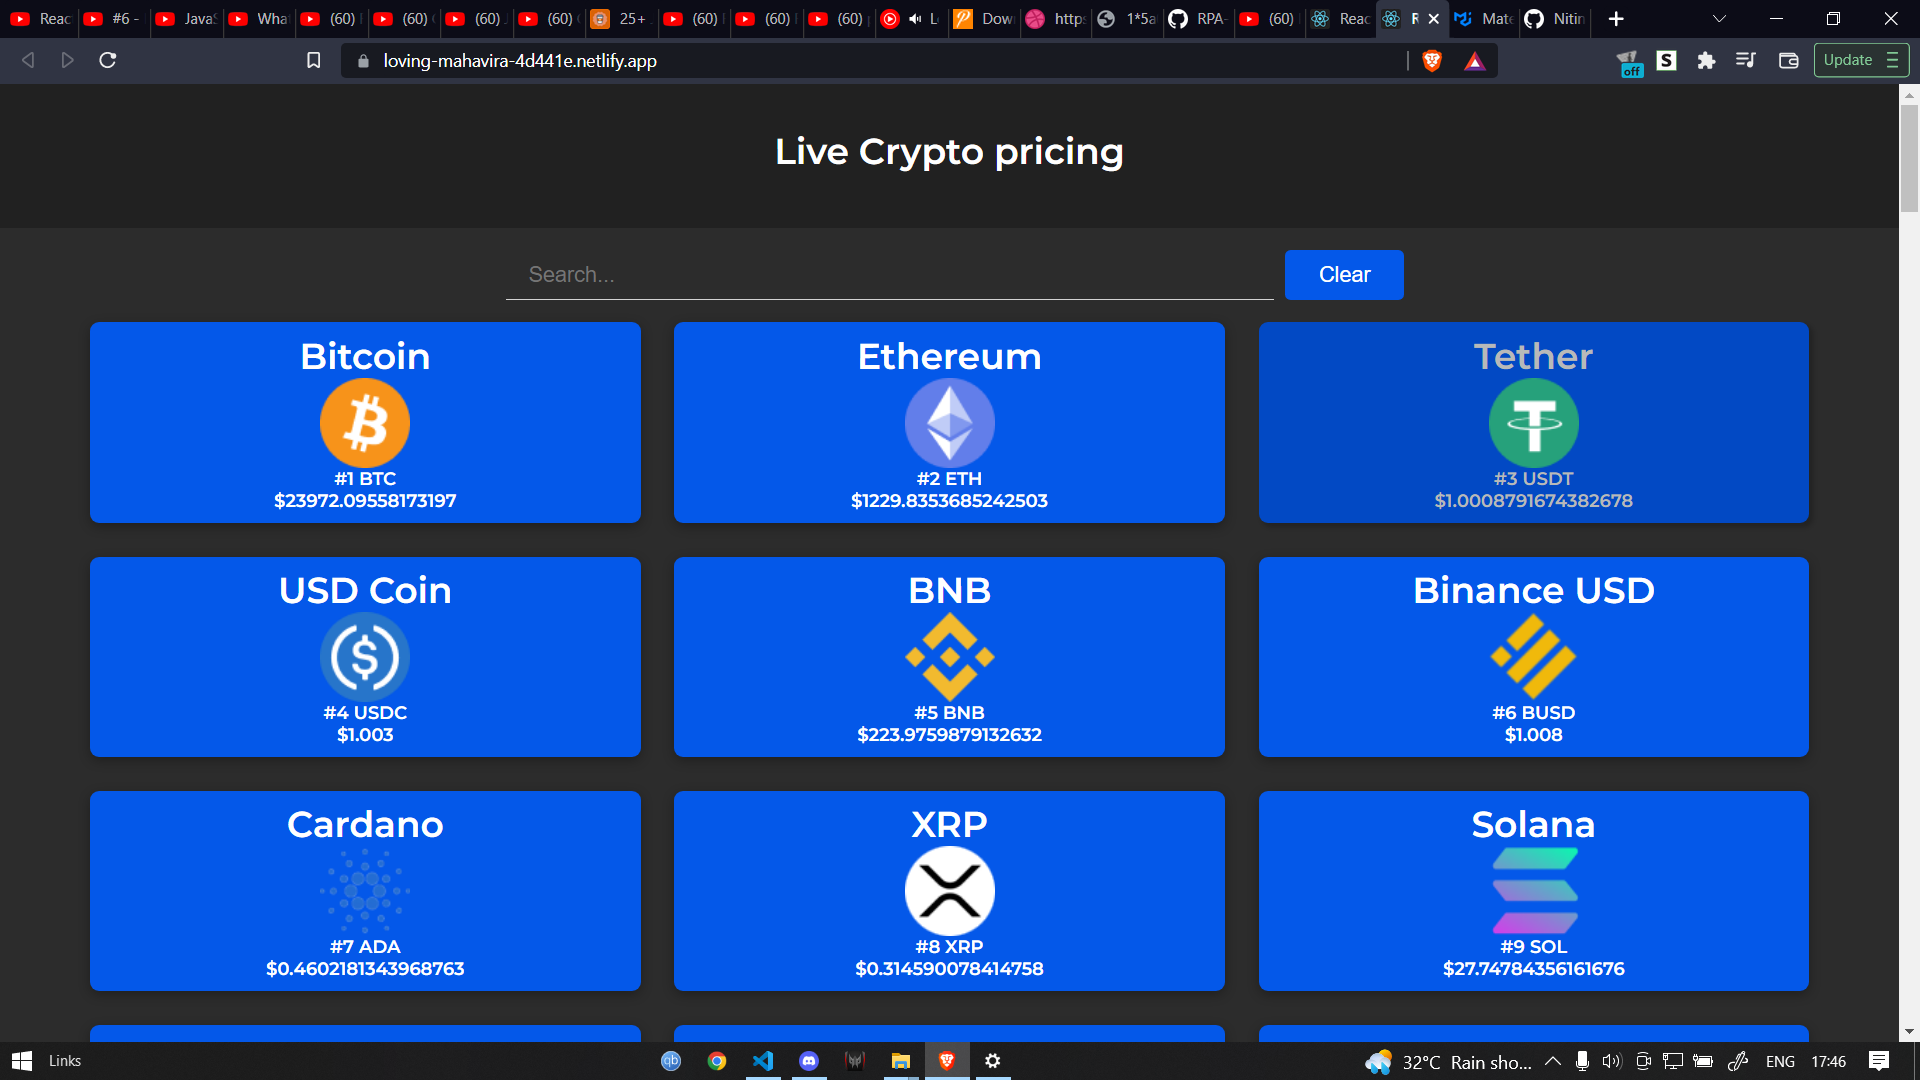 Reac
#6 -
JavaS
What
(60)
(60)
(60)
(60)
25+
(60)
(60)
(60)
Dow
https
1*5a
RPA-
(60)
Reac
R
Mate
Nitin
loving-mahavira-4d441e.netlify.app
off
S
Update
Live Crypto pricing
Search...
Clear
Bitcoin
#1 BTC
$23972.09558173197
Ethereum
#2 ETH
$1229.8353685242503
Tether
#3 USDT
$1.0008791674382678
USD Coin
#4 USDC
$1.003
BNB
#5 BNB
$223.9759879132632
Binance USD
#6 BUSD
$1.008
Cardano
#7 ADA
$0.4602181343968763
XRP
#8 XRP
$0.314590078414758
Solana
#9 SOL
$27.74784356161676
Links
qb
32°C Rain sho...
ENG
17:46